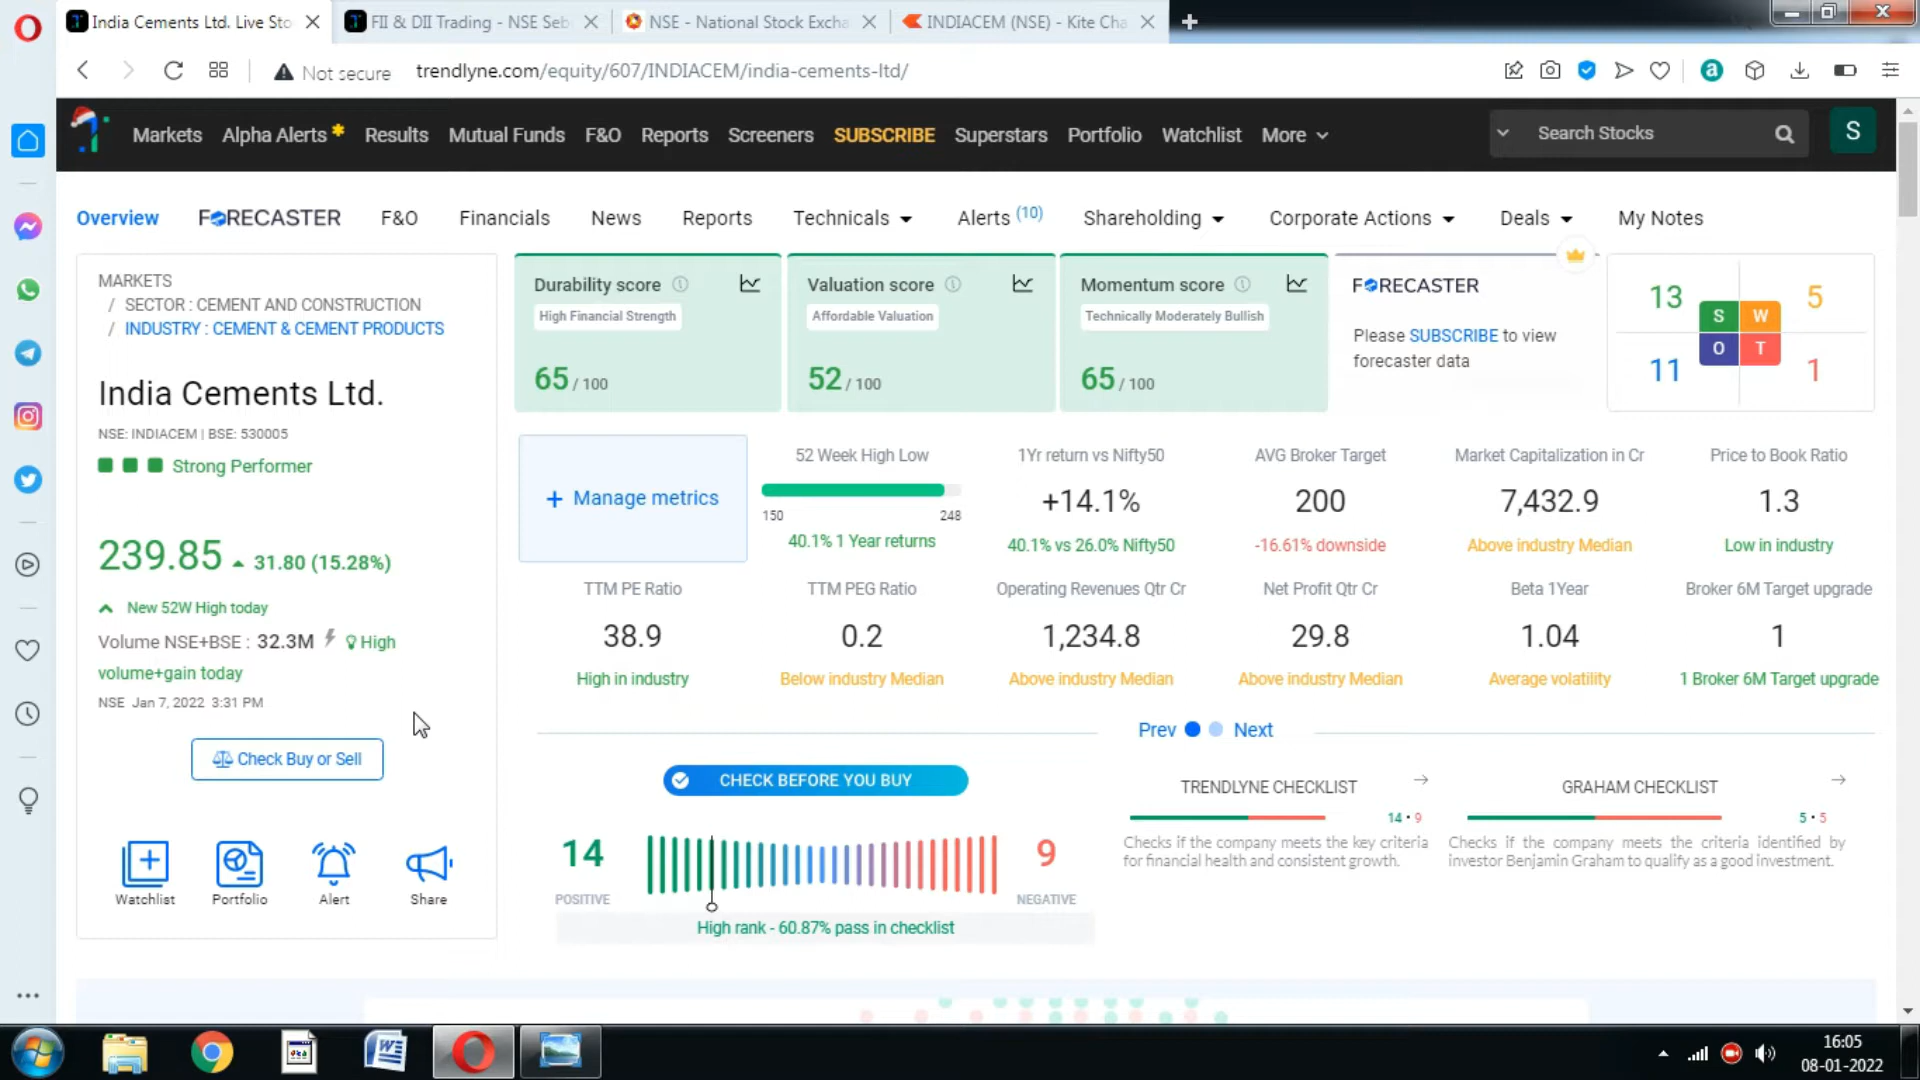 India Cements Ltd. Live Sto
FII & DII Trading - NSE Seb
NSE - National Stock Excha
INDIACEM (NSE) - Kite Cha
Not secure
trendlyne.com/equity/607/INDIACEM/india-cements-ltd/
Markets
Alpha Alerts
Results
Mutual Funds
F&O
Reports
Screeners
SUBSCRIBE
Superstars
Portfolio
Watchlist
More
Search Stocks
S
Overview
FORECASTER
F&O
Financials
News
Reports
Technicals
Alerts (10)
Shareholding
Corporate Actions
Deals
My Notes
MARKETS
/ SECTOR : CEMENT AND CONSTRUCTION
/ INDUSTRY : CEMENT & CEMENT PRODUCTS
India Cements Ltd.
NSE: INDIACEM | BSE: 530005
Strong Performer
239.85 31.80 (15.28%)
New 52W High today
Volume NSE+BSE : 32.3M High
volume+gain today
NSE Jan 7, 2022 3:31 PM
Check Buy or Sell
Watchlist
Portfolio
Alert
Share
Durability score
High Financial Strength
65 / 100
Valuation score
Affordable Valuation
52 / 100
Momentum score
Technically Moderately Bullish
65 / 100
FORECASTER
Please SUBSCRIBE to view
forecaster data
13
5
S W
O T
11
1
+ Manage metrics
52 Week High Low
150
248
40.1% 1 Year returns
1Yr return vs Nifty50
+14.1%
40.1% vs 26.0% Nifty50
AVG Broker Target
200
-16.61% downside
Market Capitalization in Cr
7,432.9
Above industry Median
Price to Book Ratio
1.3
Low in industry
TTM PE Ratio
38.9
High in industry
TTM PEG Ratio
0.2
Below industry Median
Operating Revenues Qtr Cr
1,234.8
Above industry Median
Net Profit Qtr Cr
29.8
Above industry Median
Beta 1Year
1.04
Average volatility
Broker 6M Target upgrade
1
1 Broker 6M Target upgrade
Prev
Next
CHECK BEFORE YOU BUY
14
POSITIVE
9
NEGATIVE
High rank - 60.87% pass in checklist
TRENDLYNE CHECKLIST
14 • 9
Checks if the company meets the key criteria
for financial health and consistent growth.
GRAHAM CHECKLIST
5 • 5
Checks if the company meets the criteria identified by
investor Benjamin Graham to qualify as a good investment.
16:05
08-01-2022